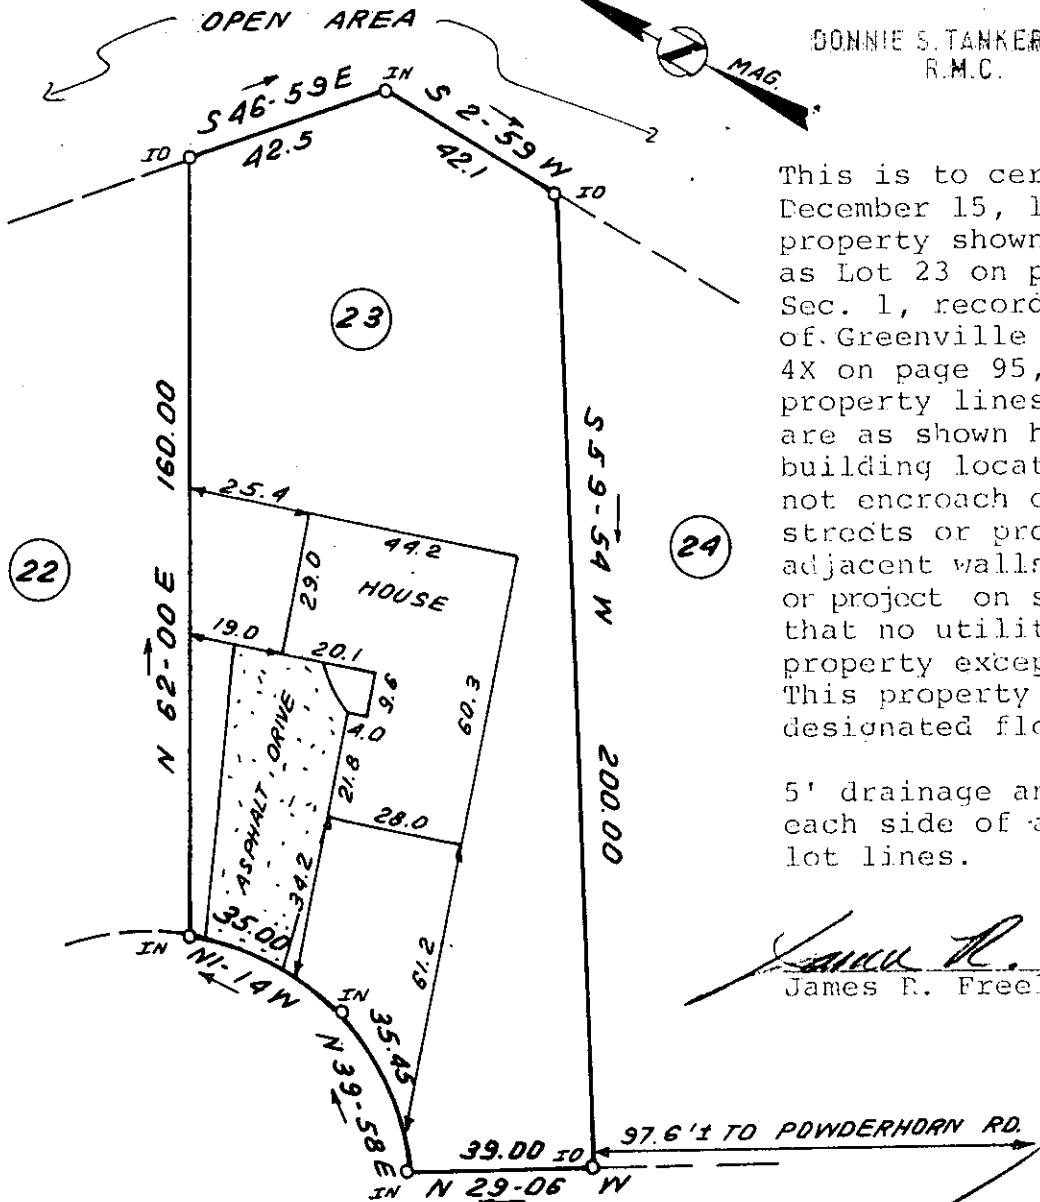 OPEN AREA
DONNIE S. TANKER
R.M.C.
MAG.
S 46-59 E
42.5
IN
S 2-59 W
42.1
IO
IO
This is to cer
December 15, 1
property shown
as Lot 23 on p
Sec. 1, record
of Greenville
4X on page 95,
property lines
are as shown h
building locat
not encroach o
streets or pro
adjacent walls
or project on s
that no utilit
property excep
This property
designated flo
5' drainage an
each side of a
lot lines.
James R. Free
23
160.00
N 62-00 E
22
24
S 59-54 W
200.00
25.4
44.2
29.0
HOUSE
19.0
20.1
9.6
4.0
60.3
21.8
28.0
ASPHALT DRIVE
34.2
61.2
35.00
IN
N1-14 W
IN
35.45
N 39-58 E
IN
39.00
IO
N 29-06 W
97.6'± TO POWDERHORN RD.